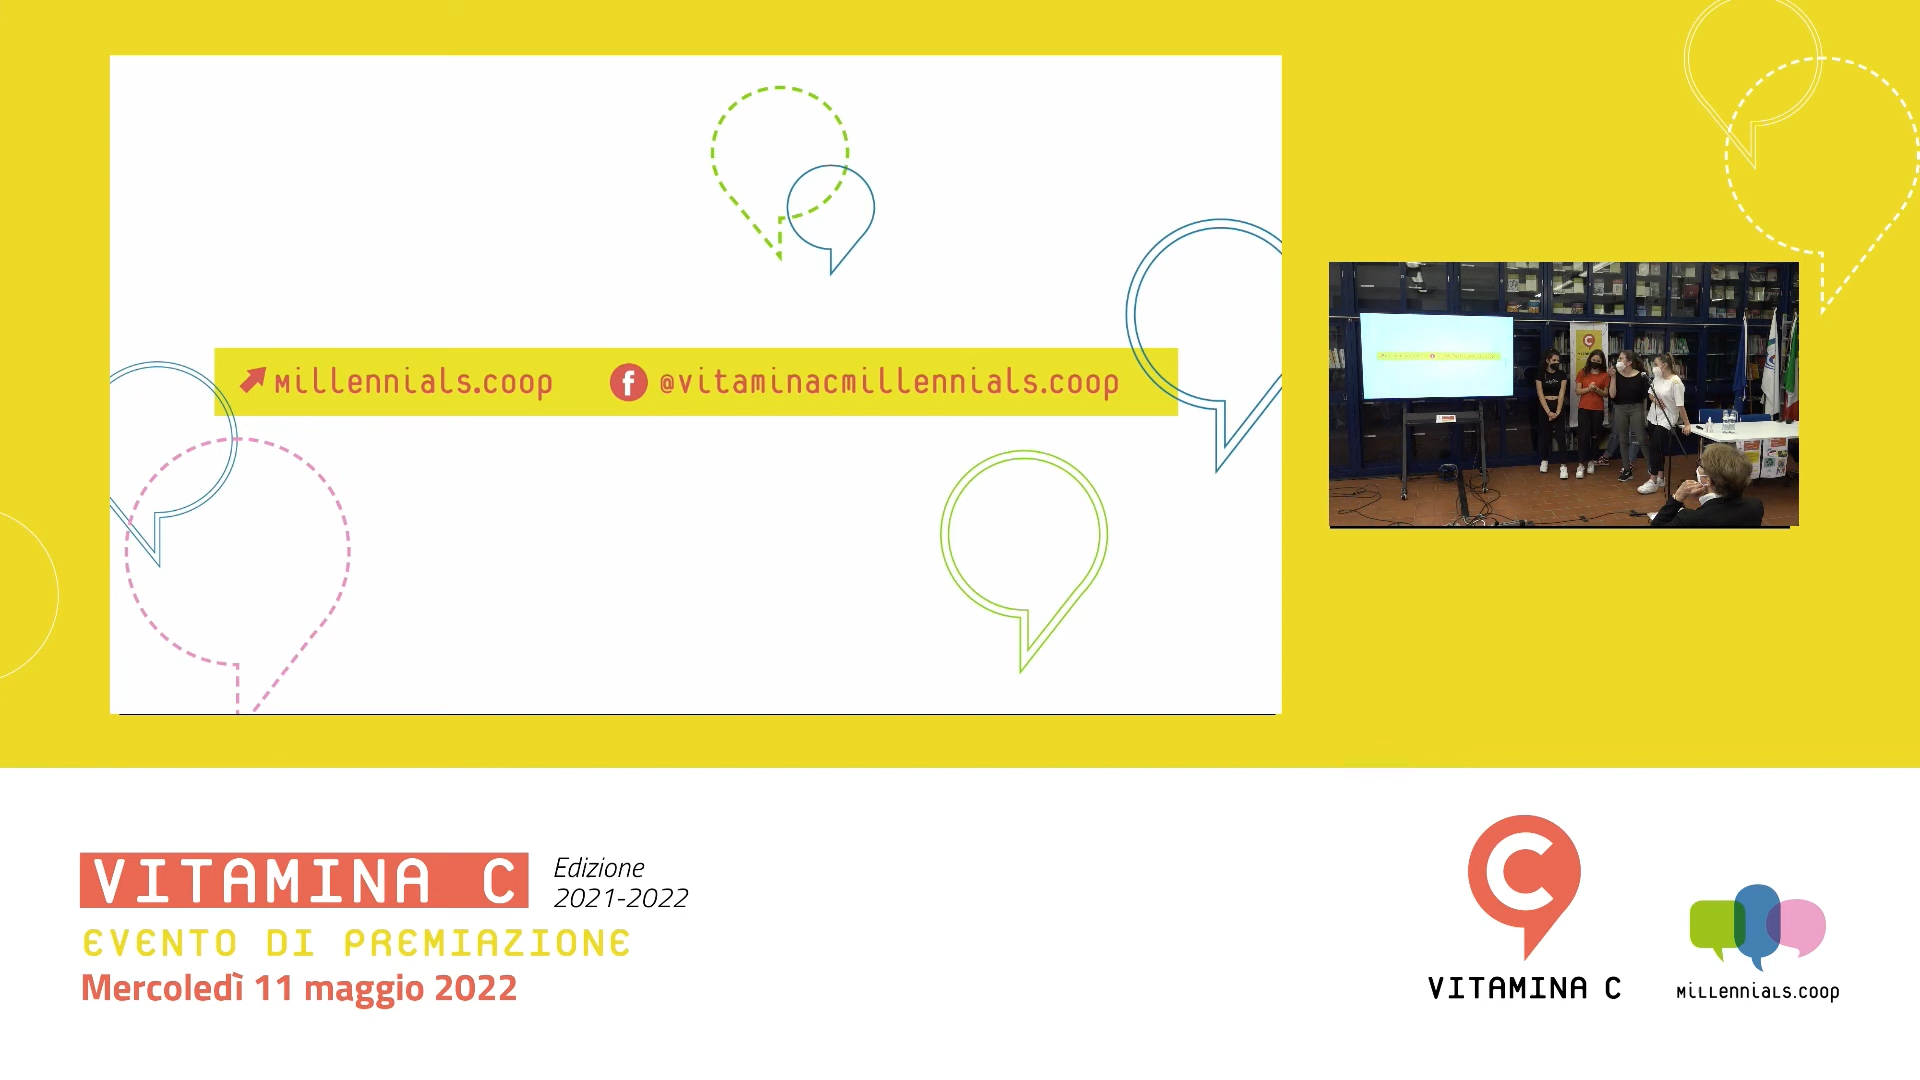 millennials.coop
@vitaminacmillennials.coop
VITAMINA C
Edizione
2021-2022
EVENTO DI PREMIAZIONE
Mercoledì 11 maggio 2022
VITAMINA C
millennials.coop